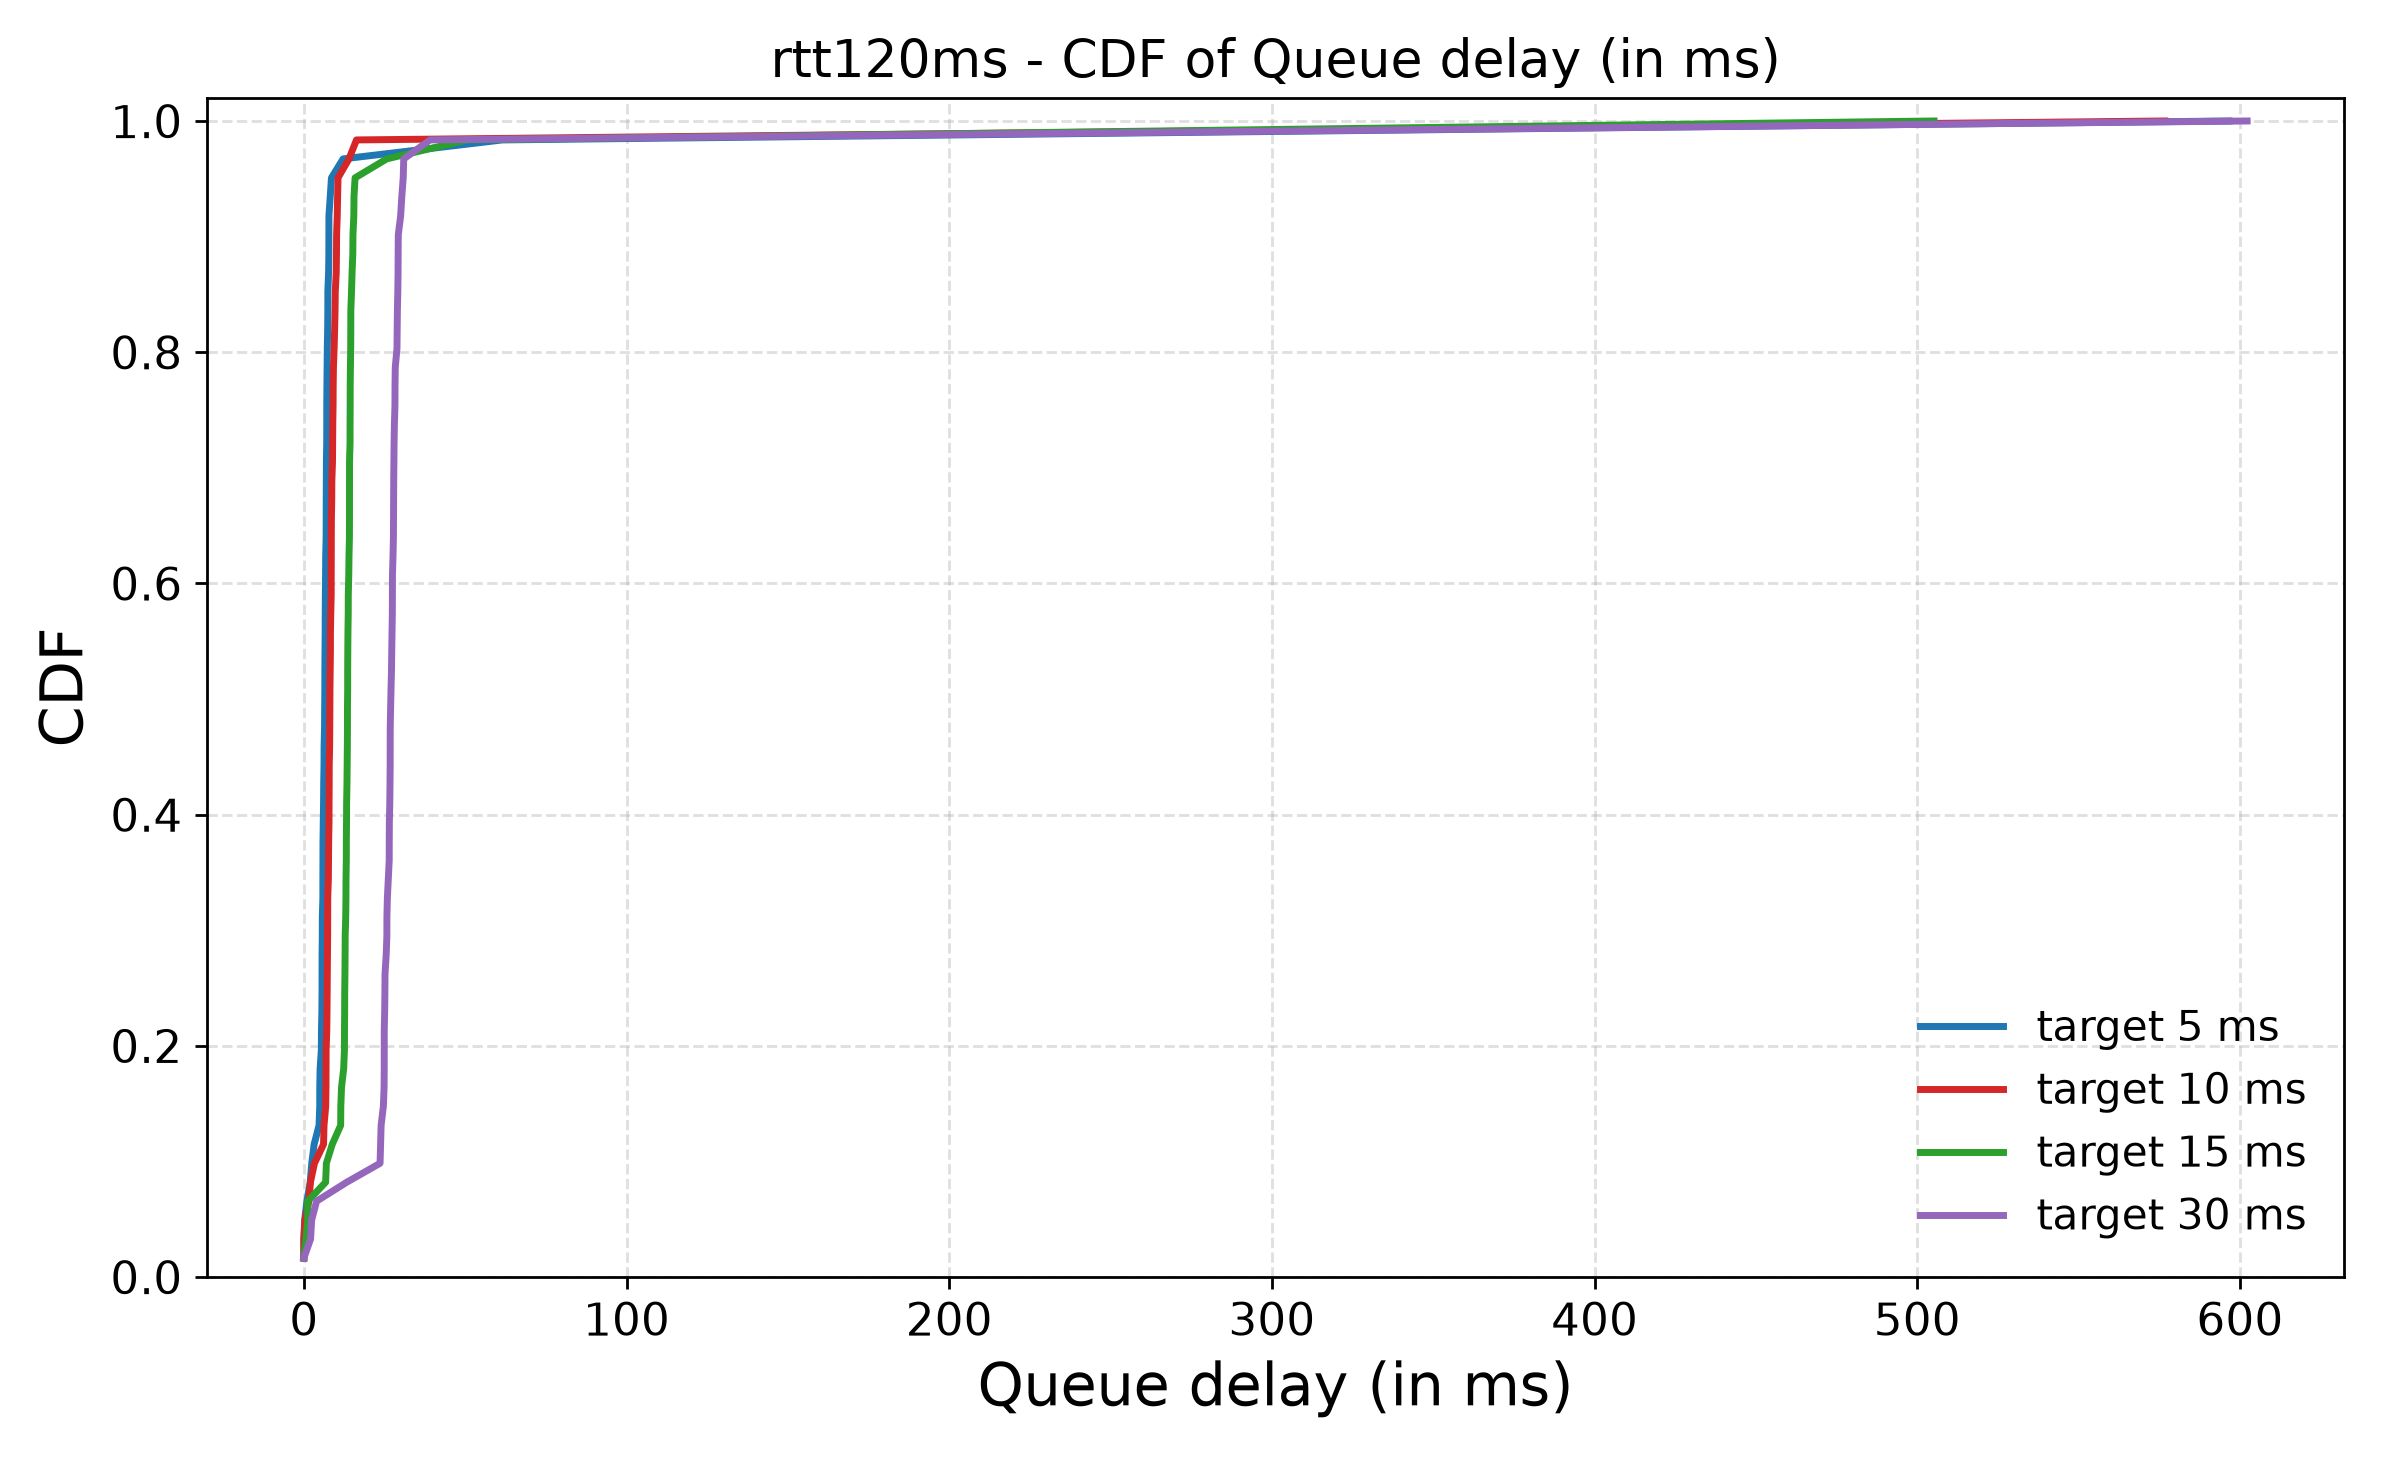 rtt120ms - CDF of Queue delay (in ms)
1.0
0.8
0.6
0.4
0.2
0.0
CDF
0 100 200 300 400 500 600
Queue delay (in ms)
target 5 ms
target 10 ms
target 15 ms
target 30 ms